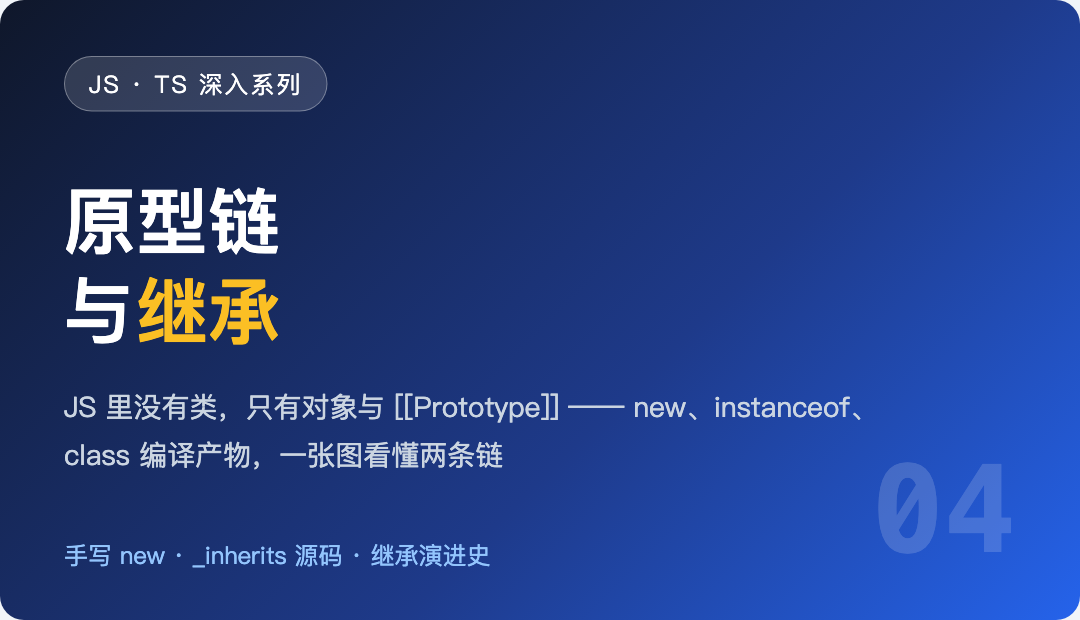 JS · TS 深入系列
原型链
与继承
JS 里没有类，只有对象与 [[Prototype]] —— new、instanceof、
class 编译产物，一张图看懂两条链
04
手写 new · _inherits 源码 · 继承演进史